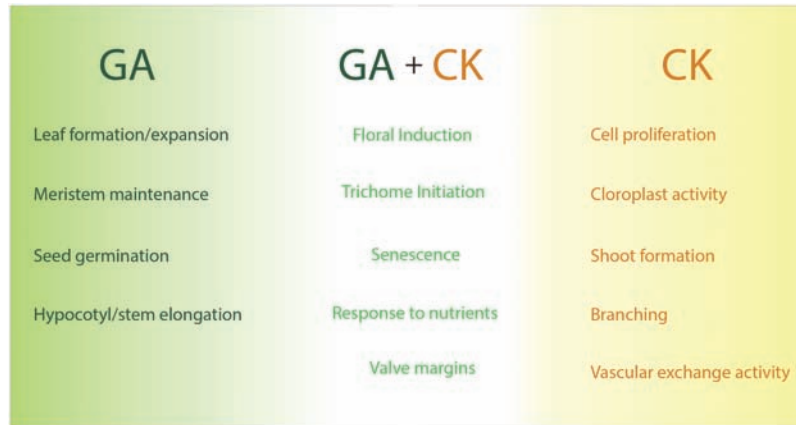 GA
Leaf formation/expansion
Meristem maintenance
Seed germination
Hypocotyl/stem elongation
GA + CK
Floral Induction
Trichome Initiation
Senescence
Response to nutrients
Valve margins
CK
Cell proliferation
Cloroplast activity
Shoot formation
Branching
Vascular exchange activity